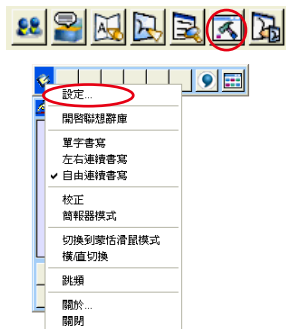 設定...
開啓聯想辭庫
單字書寫
左右連續書寫
自由連續書寫
校正
簡報器模式
切換到蒙恬滑鼠模式
橫/直切換
跳頻
關於...
關閉